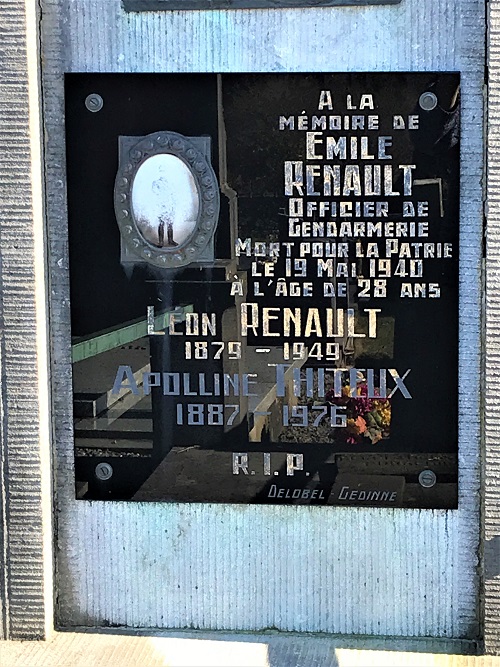 A LA
MÉMOIRE DE
EMILE
RENAULT
OFFICIER DE
GENDARMERIE
MORT POUR LA PATRIE
LE 19 MAI 1940
À L'ÂGE DE 28 ANS
LÉON RENAULT
1879 - 1949
APOLLINE THITEUX
1887 - 1976
R.I.P.
DELOBEL - GEDINNE